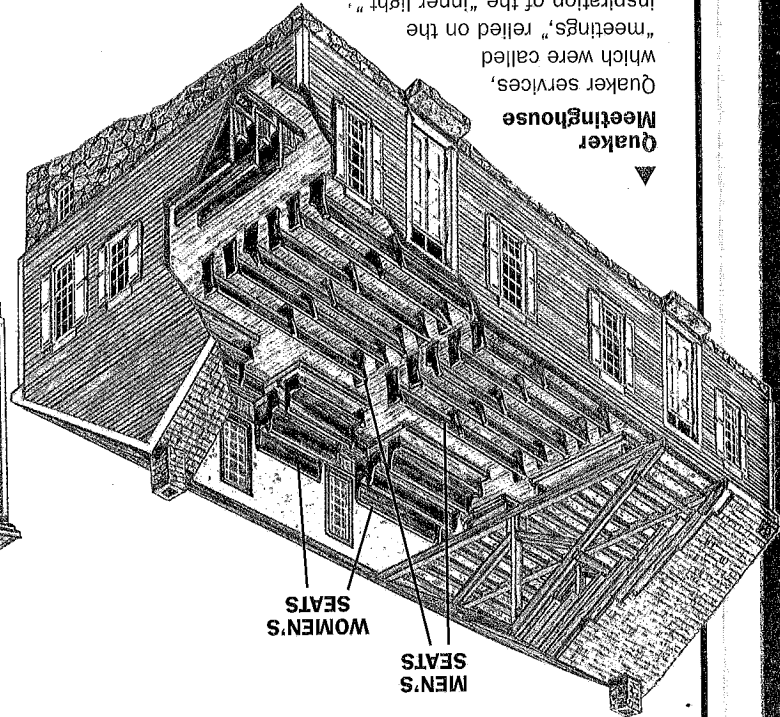 MEN'S
SEATS
WOMEN'S
SEATS
Quaker
Meetinghouse
Quaker services,
which were called
"meetings," relied on the
inspiration of the "inner light",